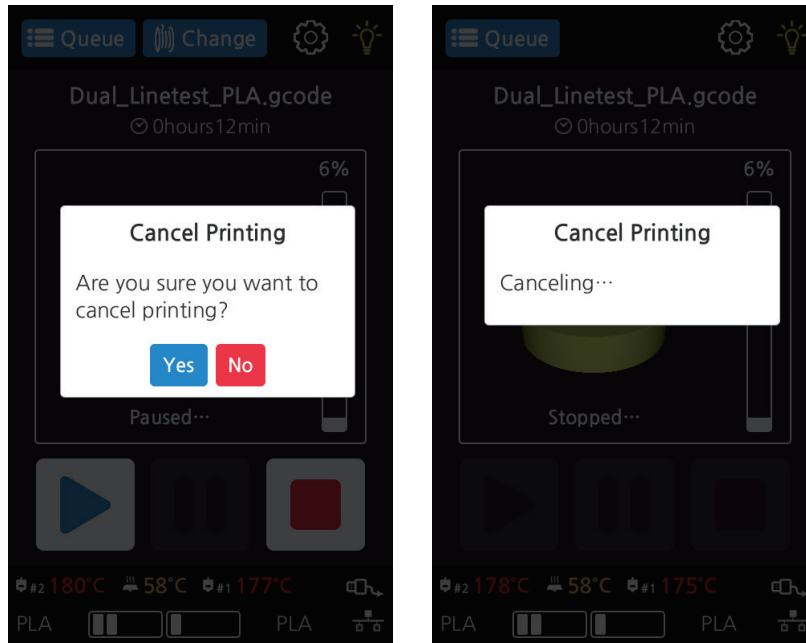 Queue Change
Dual_Linetest_PLA.gcode
0hours12min
6%
Cancel Printing
Are you sure you want to
cancel printing?
Yes No
Paused…
#2 180°C 58°C #1 177°C
PLA PLA
Queue
Dual_Linetest_PLA.gcode
0hours12min
6%
Cancel Printing
Canceling…
Stopped…
#2 178°C 58°C #1 175°C
PLA PLA